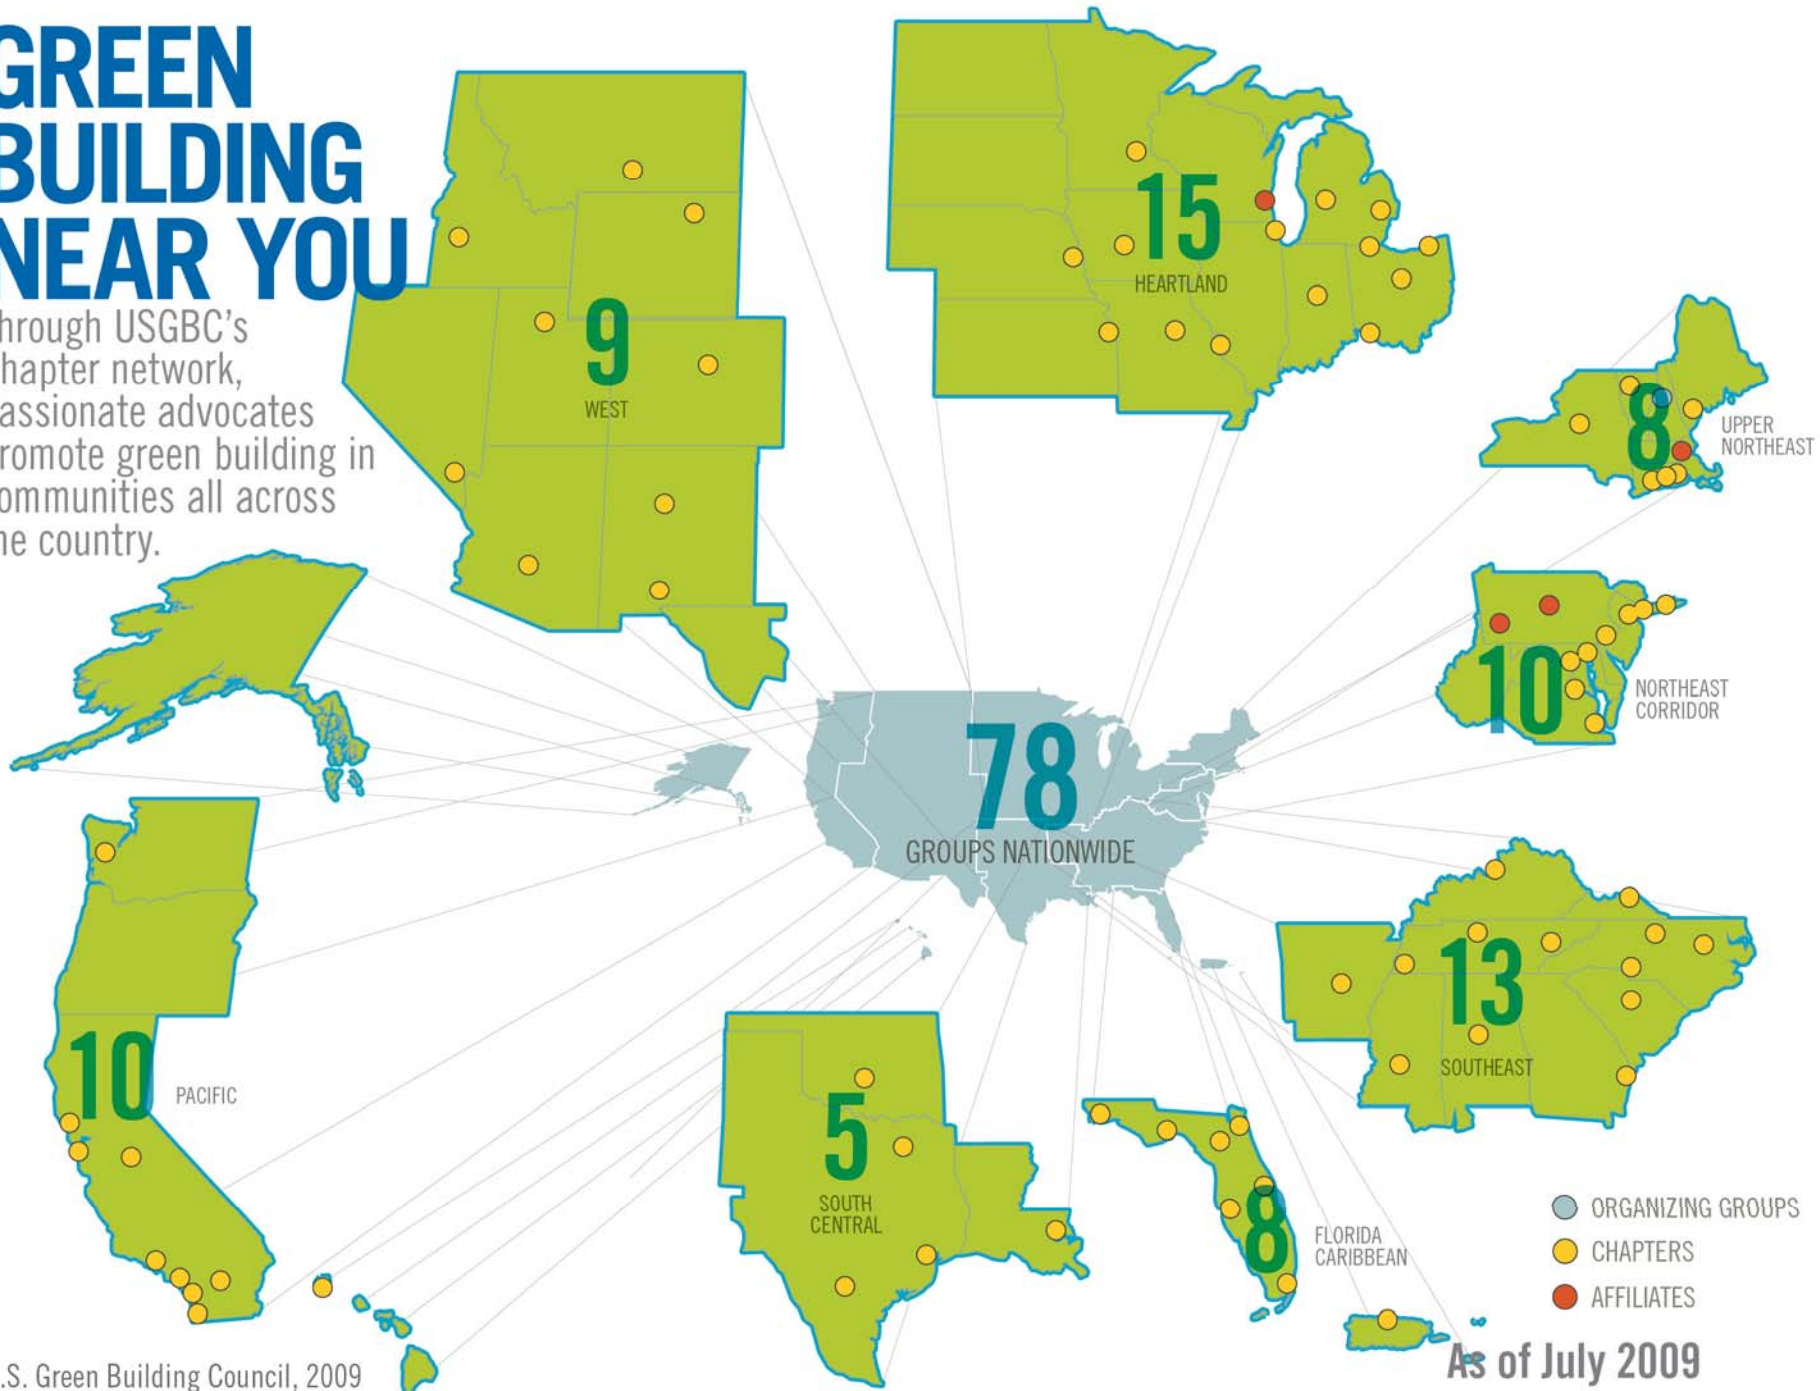 GREEN
BUILDING
NEAR YOU
hrough USGBC's
hapter network,
assionate advocates
romote green building in
ommunities all across
he country.
9
WEST
15
HEARTLAND
8
UPPER
NORTHEAST
10
NORTHEAST
CORRIDOR
78
GROUPS NATIONWIDE
10
PACIFIC
5
SOUTH
CENTRAL
8
FLORIDA
CARIBBEAN
13
SOUTHEAST
ORGANIZING GROUPS
CHAPTERS
AFFILIATES
As of July 2009
.S. Green Building Council, 2009